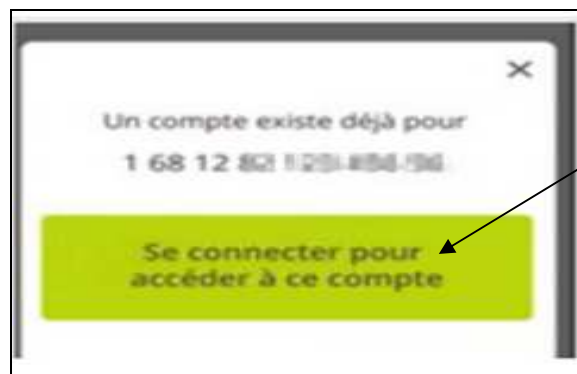 ×
Un compte existe déjà pour
1 68 12
Se connecter pour
accéder à ce compte